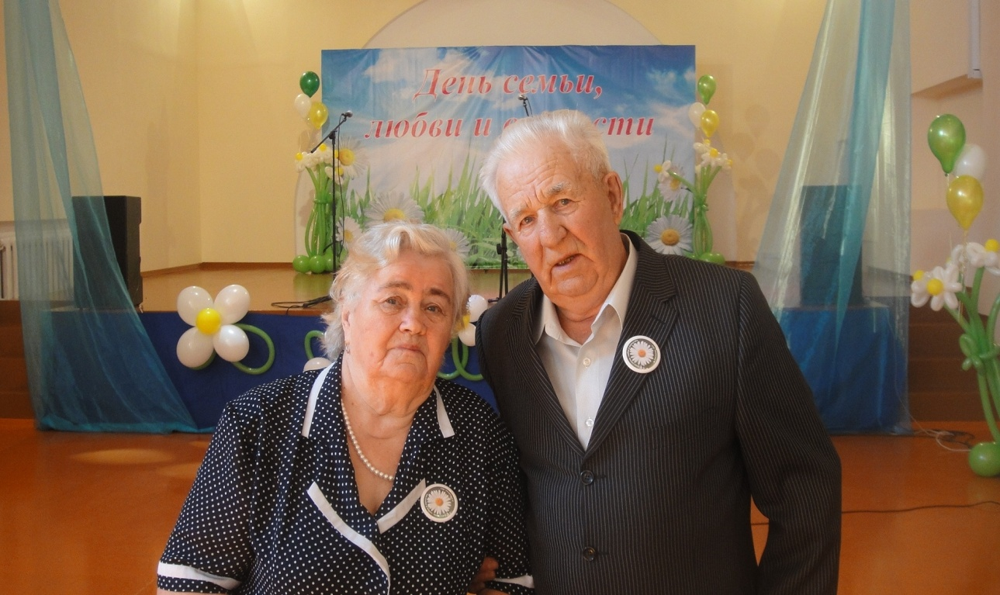 День семьи,
любви и